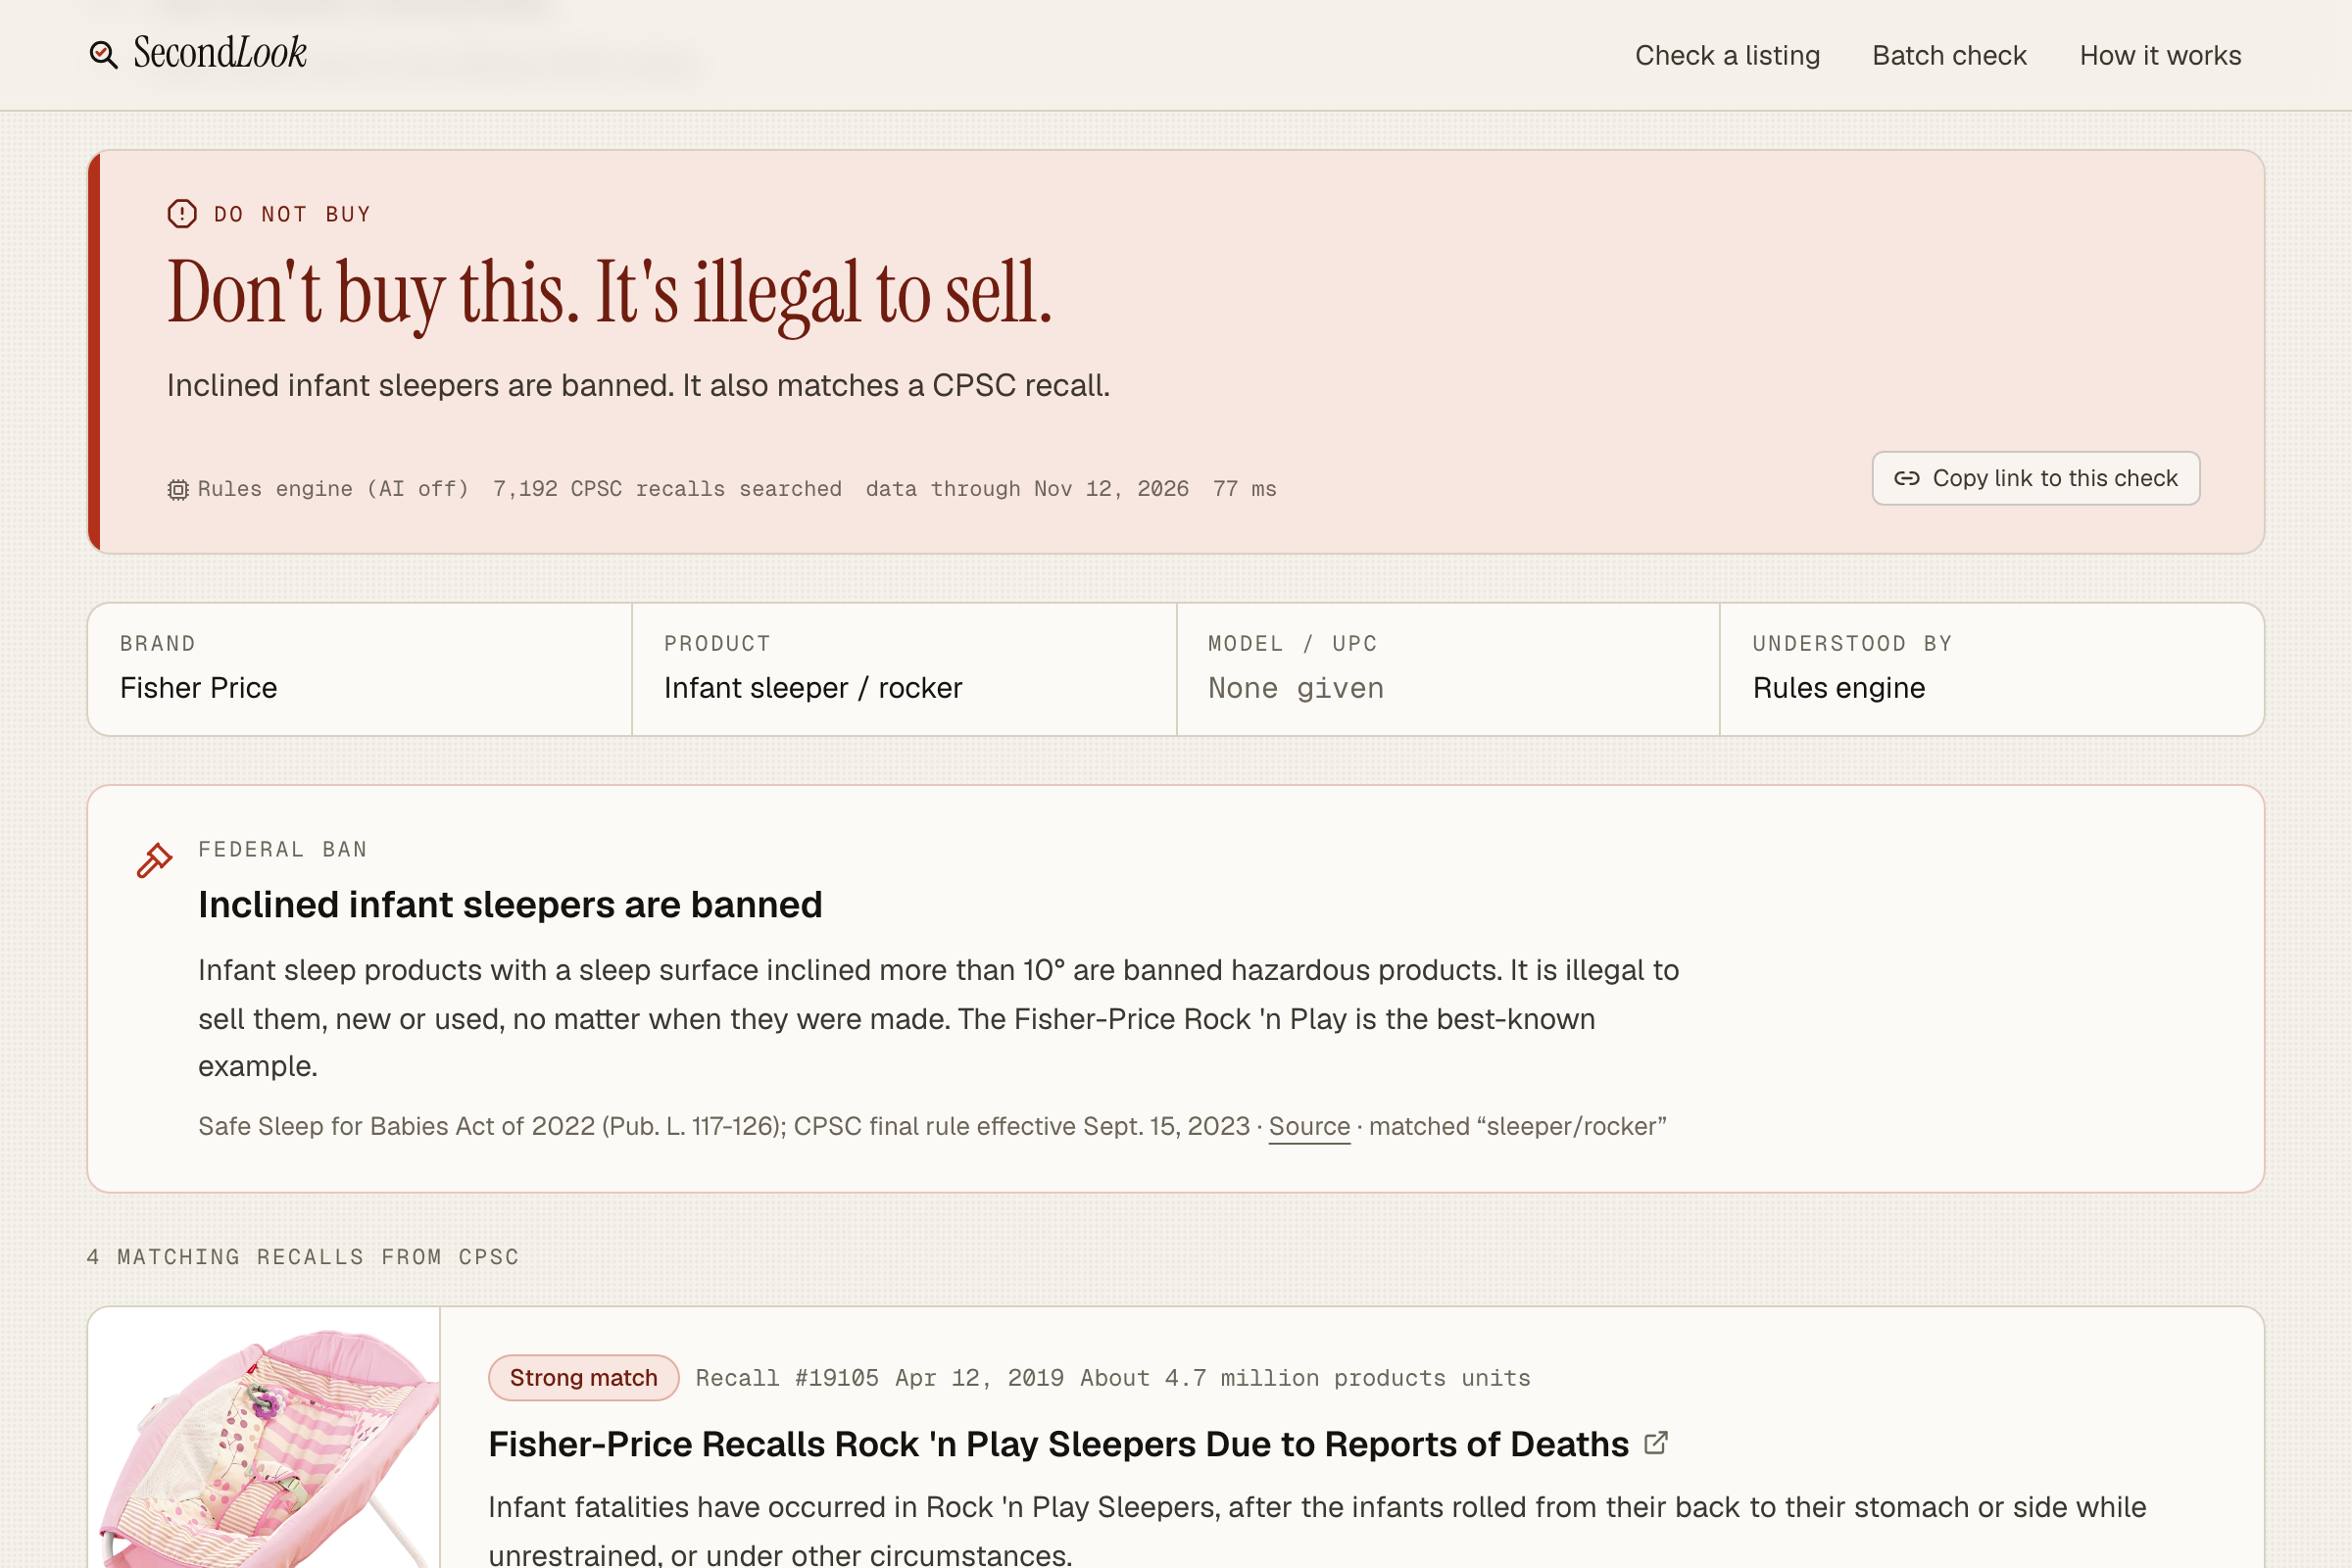 SecondLook
Check a listing
Batch check
How it works
DO NOT BUY
Don't buy this. It's illegal to sell.
Inclined infant sleepers are banned. It also matches a CPSC recall.
Rules engine (AI off) 7,192 CPSC recalls searched data through Nov 12, 2026 77 ms
Copy link to this check
BRAND
Fisher Price
PRODUCT
Infant sleeper / rocker
MODEL / UPC
None given
UNDERSTOOD BY
Rules engine
FEDERAL BAN
Inclined infant sleepers are banned
Infant sleep products with a sleep surface inclined more than 10° are banned hazardous products. It is illegal to
sell them, new or used, no matter when they were made. The Fisher-Price Rock 'n Play is the best-known
example.
Safe Sleep for Babies Act of 2022 (Pub. L. 117-126); CPSC final rule effective Sept. 15, 2023 · Source · matched “sleeper/rocker”
4 MATCHING RECALLS FROM CPSC
Strong match
Recall #19105 Apr 12, 2019 About 4.7 million products units
Fisher-Price Recalls Rock 'n Play Sleepers Due to Reports of Deaths
Infant fatalities have occurred in Rock 'n Play Sleepers, after the infants rolled from their back to their stomach or side while
unrestrained, or under other circumstances.